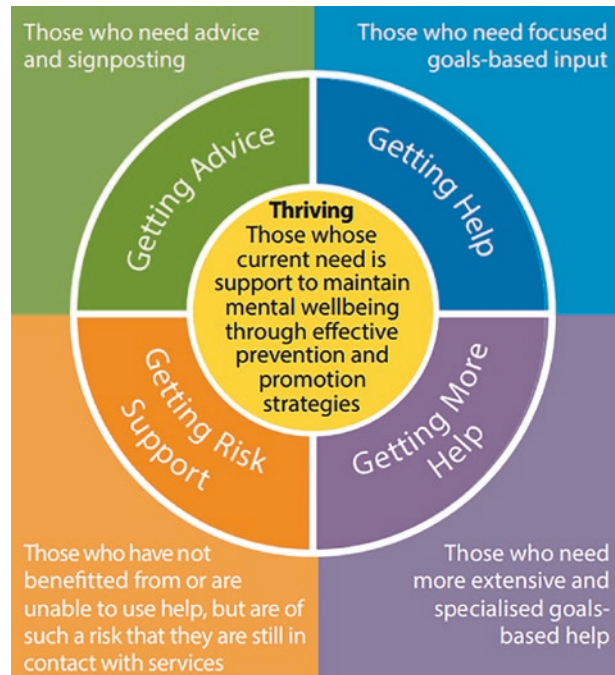 Those who need advice
and signposting
Those who need focused
goals-based input
Getting Advice
Getting Help
Thriving
Those whose
current need is
support to maintain
mental wellbeing
through effective
prevention and
promotion
strategies
Getting Risk
Support
Getting More
Help
Those who have not
benefitted from or are
unable to use help, but are of
such a risk that they are still in
contact with services
Those who need
more extensive and
specialised goals-
based help